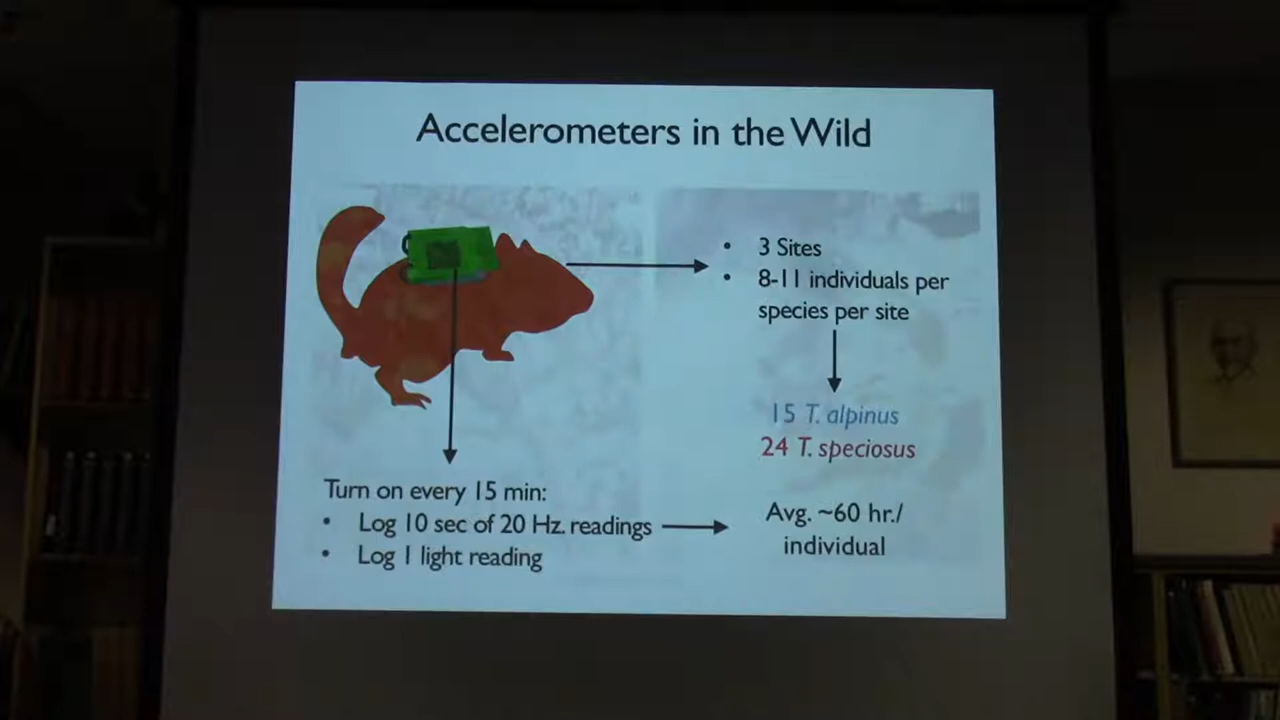 Accelerometers in the Wild
• 3 Sites
• 8-11 individuals per
species per site
15 T. alpinus
24 T. speciosus
Turn on every 15 min:
• Log 10 sec of 20 Hz. readings
• Log 1 light reading
Avg. ~60 hr./
individual